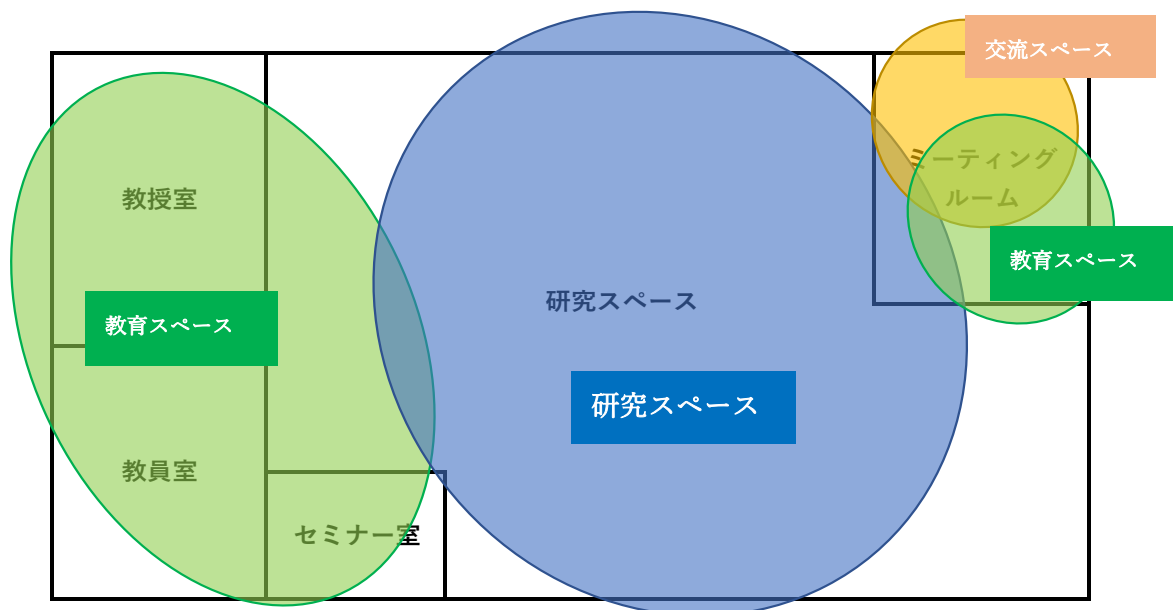 交流スペース
ミーティング
ルーム
教授室
教育スペース
研究スペース
教育スペース
研究スペース
教員室
セミナー室